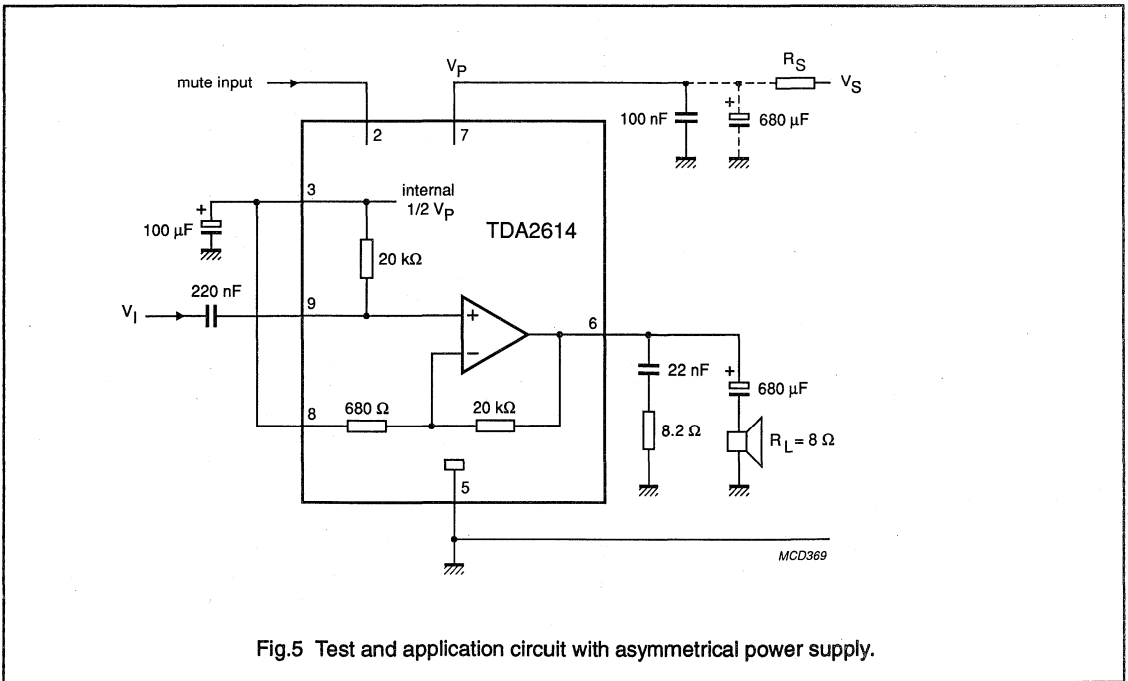 mute input
V_P
R_S
V_S
2
7
100 nF
+
680 µF
3
internal
1/2 V_P
TDA2614
+
100 µF
20 kΩ
220 nF
V_I
9
+
−
6
22 nF
+
680 µF
8
680 Ω
20 kΩ
8.2 Ω
R_L = 8 Ω
5
MCD369
Fig.5 Test and application circuit with asymmetrical power supply.